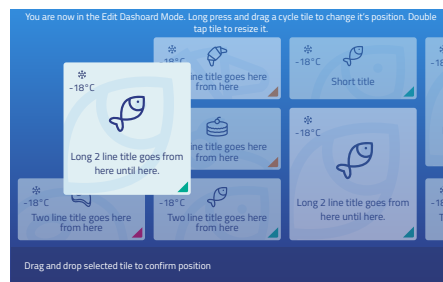 You are now in the Edit Dashoard Mode. Long press and drag a cycle tile to change it's position. Double
tap tile to resize it.
-18°C
line title goes here
from here
-18°C
Short title
-18°C
Long 2 line title goes from
here until here.
line title goes here
from here
-18°C
Long 2 line title goes from
here until here.
-18°C
Two line title goes here
from here
-18°C
Two line title goes here
from here
Drag and drop selected tile to confirm position